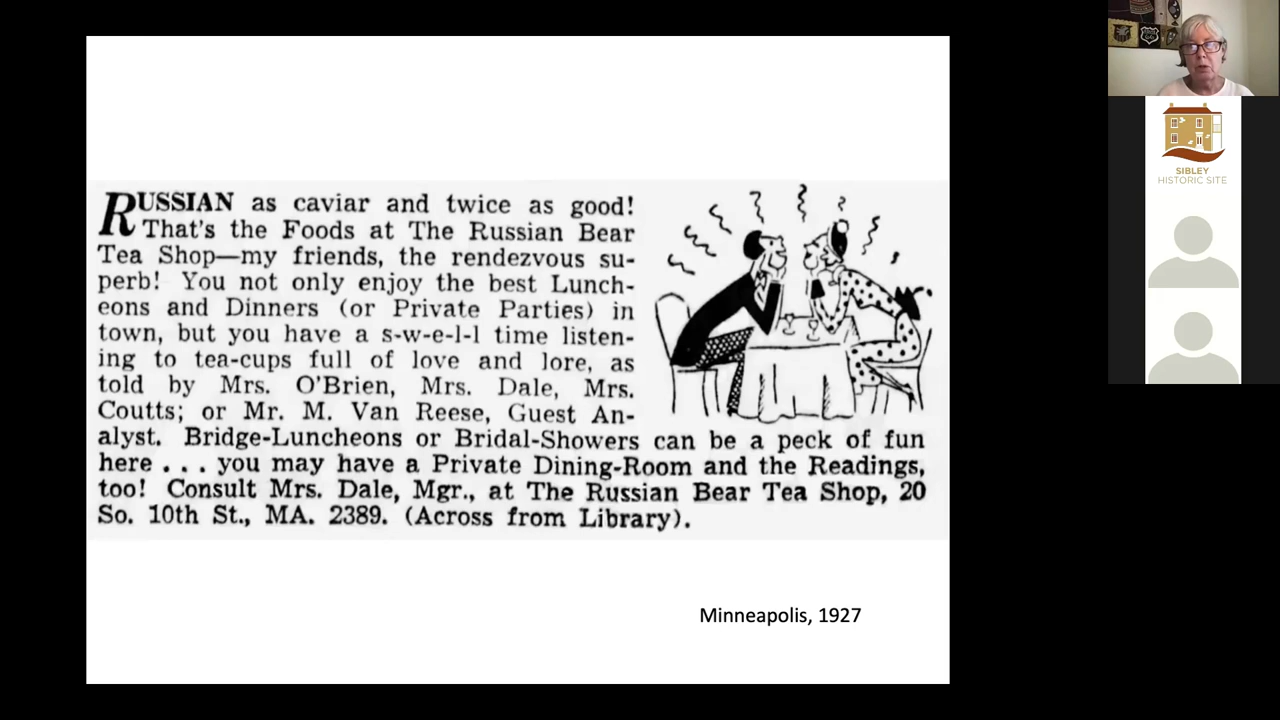 RUSSIAN as caviar and twice as good!
That's the Foods at The Russian Bear
Tea Shop—my friends, the rendezvous su-
perb! You not only enjoy the best Lunch-
eons and Dinners (or Private Parties) in
town, but you have a s-w-e-l-l time listen-
ing to tea-cups full of love and lore, as
told by Mrs. O'Brien, Mrs. Dale, Mrs.
Coutts; or Mr. M. Van Reese, Guest An-
alyst. Bridge-Luncheons or Bridal-Showers can be a peck of fun
here . . . you may have a Private Dining-Room and the Readings,
too! Consult Mrs. Dale, Mgr., at The Russian Bear Tea Shop, 20
So. 10th St., MA. 2389. (Across from Library).
Minneapolis, 1927
SIBLEY
HISTORIC SITE